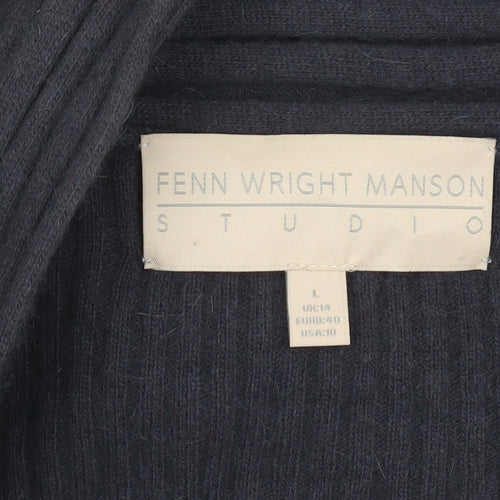 FENN WRIGHT MANSON
STUDIO
L
UK:14
EURO:40
USA:10